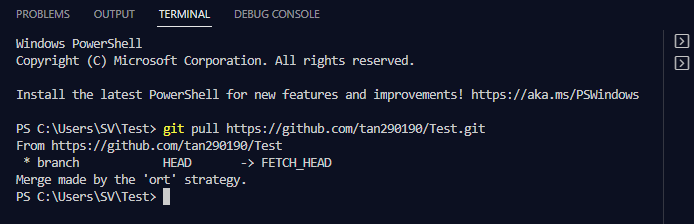 PROBLEMS OUTPUT TERMINAL DEBUG CONSOLE
Windows PowerShell
Copyright (C) Microsoft Corporation. All rights reserved.
Install the latest PowerShell for new features and improvements! https://aka.ms/PSWindows
PS C:\Users\SV\Test> git pull https://github.com/tan290190/Test.git
From https://github.com/tan290190/Test
 * branch            HEAD       -> FETCH_HEAD
Merge made by the 'ort' strategy.
PS C:\Users\SV\Test>